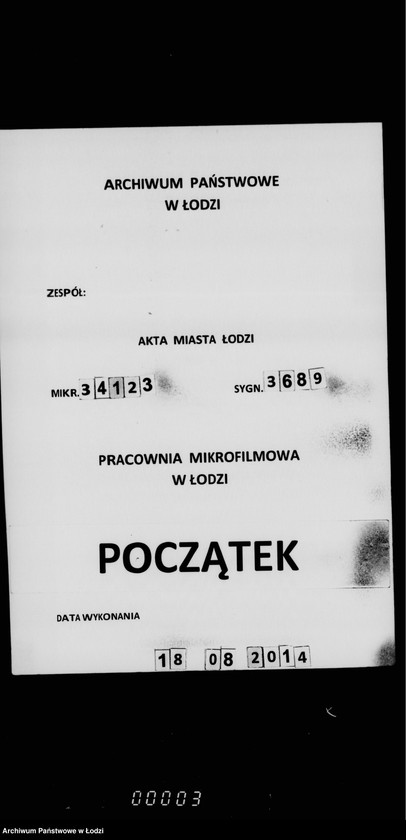 ARCHIWUM PAŃSTWOWE
W ŁODZI
ZESPÓŁ:
AKTA MIASTA ŁODZI
MIKR. 34123 SYGN. 3689
PRACOWNIA MIKROFILMOWA
W ŁODZI
POCZĄTEK
DATA WYKONANIA
18 08 2014
00003
Archiwum Państwowe w Łodzi